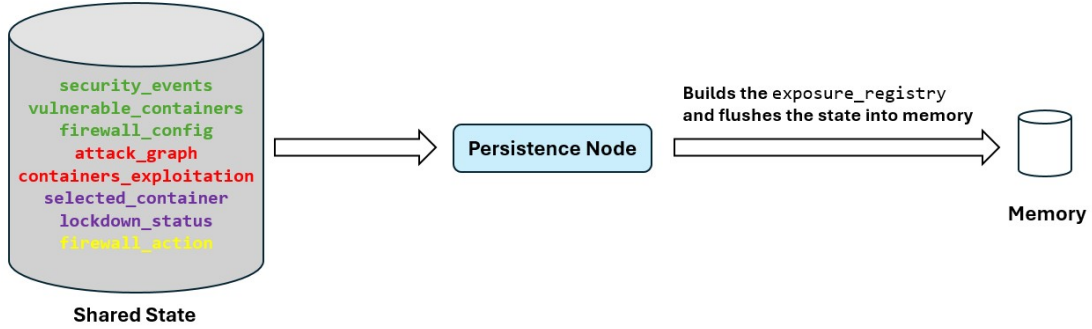 security_events
vulnerable_containers
firewall_config
attack_graph
containers_exploitation
selected_container
lockdown_status
firewall_action
Shared State
Persistence Node
Builds the exposure_registry
and flushes the state into memory
Memory